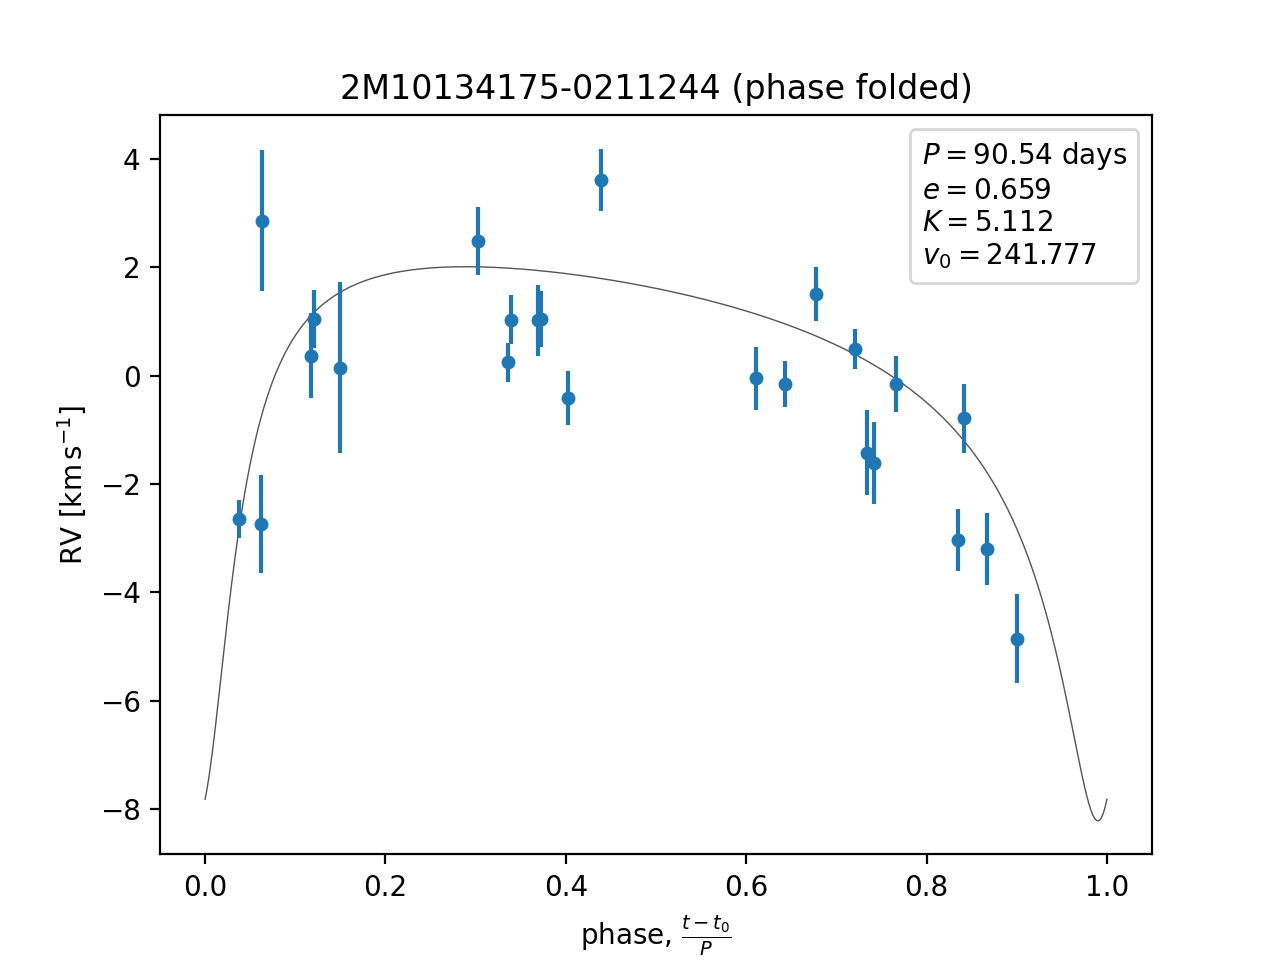 2M10134175-0211244 (phase folded)
P = 90.54 days
e = 0.659
K = 5.112
v₀ = 241.777
4
2
0
−2
−4
−6
−8
RV [km s⁻¹]
0.0 0.2 0.4 0.6 0.8 1.0
phase, (t − t₀)/P